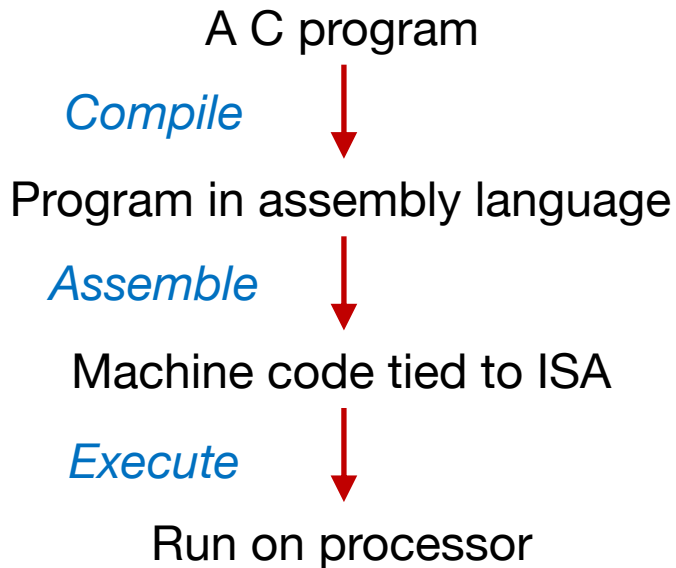 A C program
Compile
Program in assembly language
Assemble
Machine code tied to ISA
Execute
Run on processor